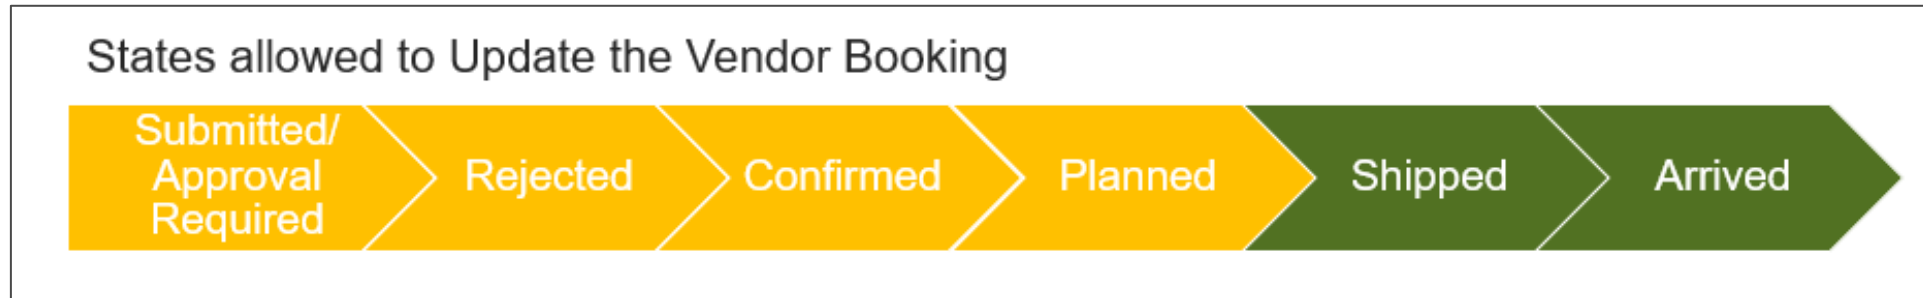 States allowed to Update the Vendor Booking
Submitted/
Approval
Required
Rejected
Confirmed
Planned
Shipped
Arrived